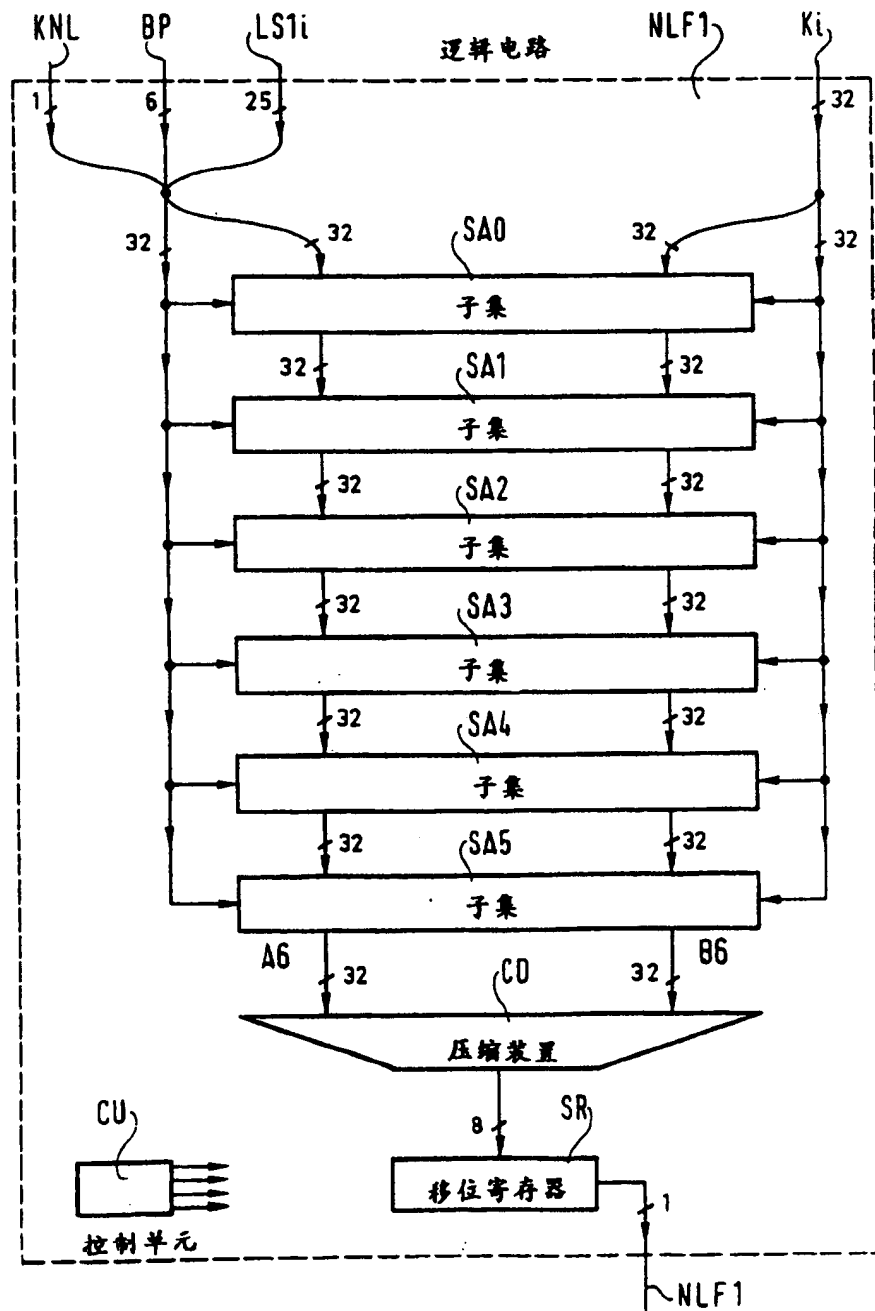 KNL BP LS1i 逻辑电路 NLF1 Ki
1 6 25 32
32 32 SA0 32 32
子集
32 SA1 32
子集
32 SA2 32
子集
32 SA3 32
子集
32 SA4 32
子集
32 SA5 32
子集
A6 32 CD 32 B6
压缩装置
CU 8 SR
移位寄存器 1
控制单元
NLF1